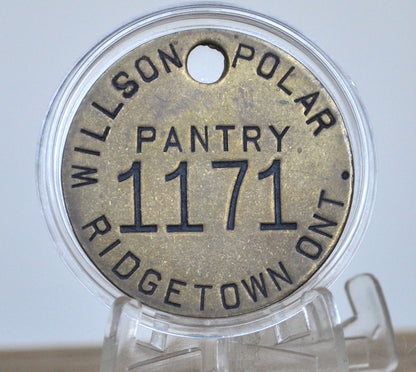 WILLSON POLAR
PANTRY
1171
RIDGETOWN ONT.